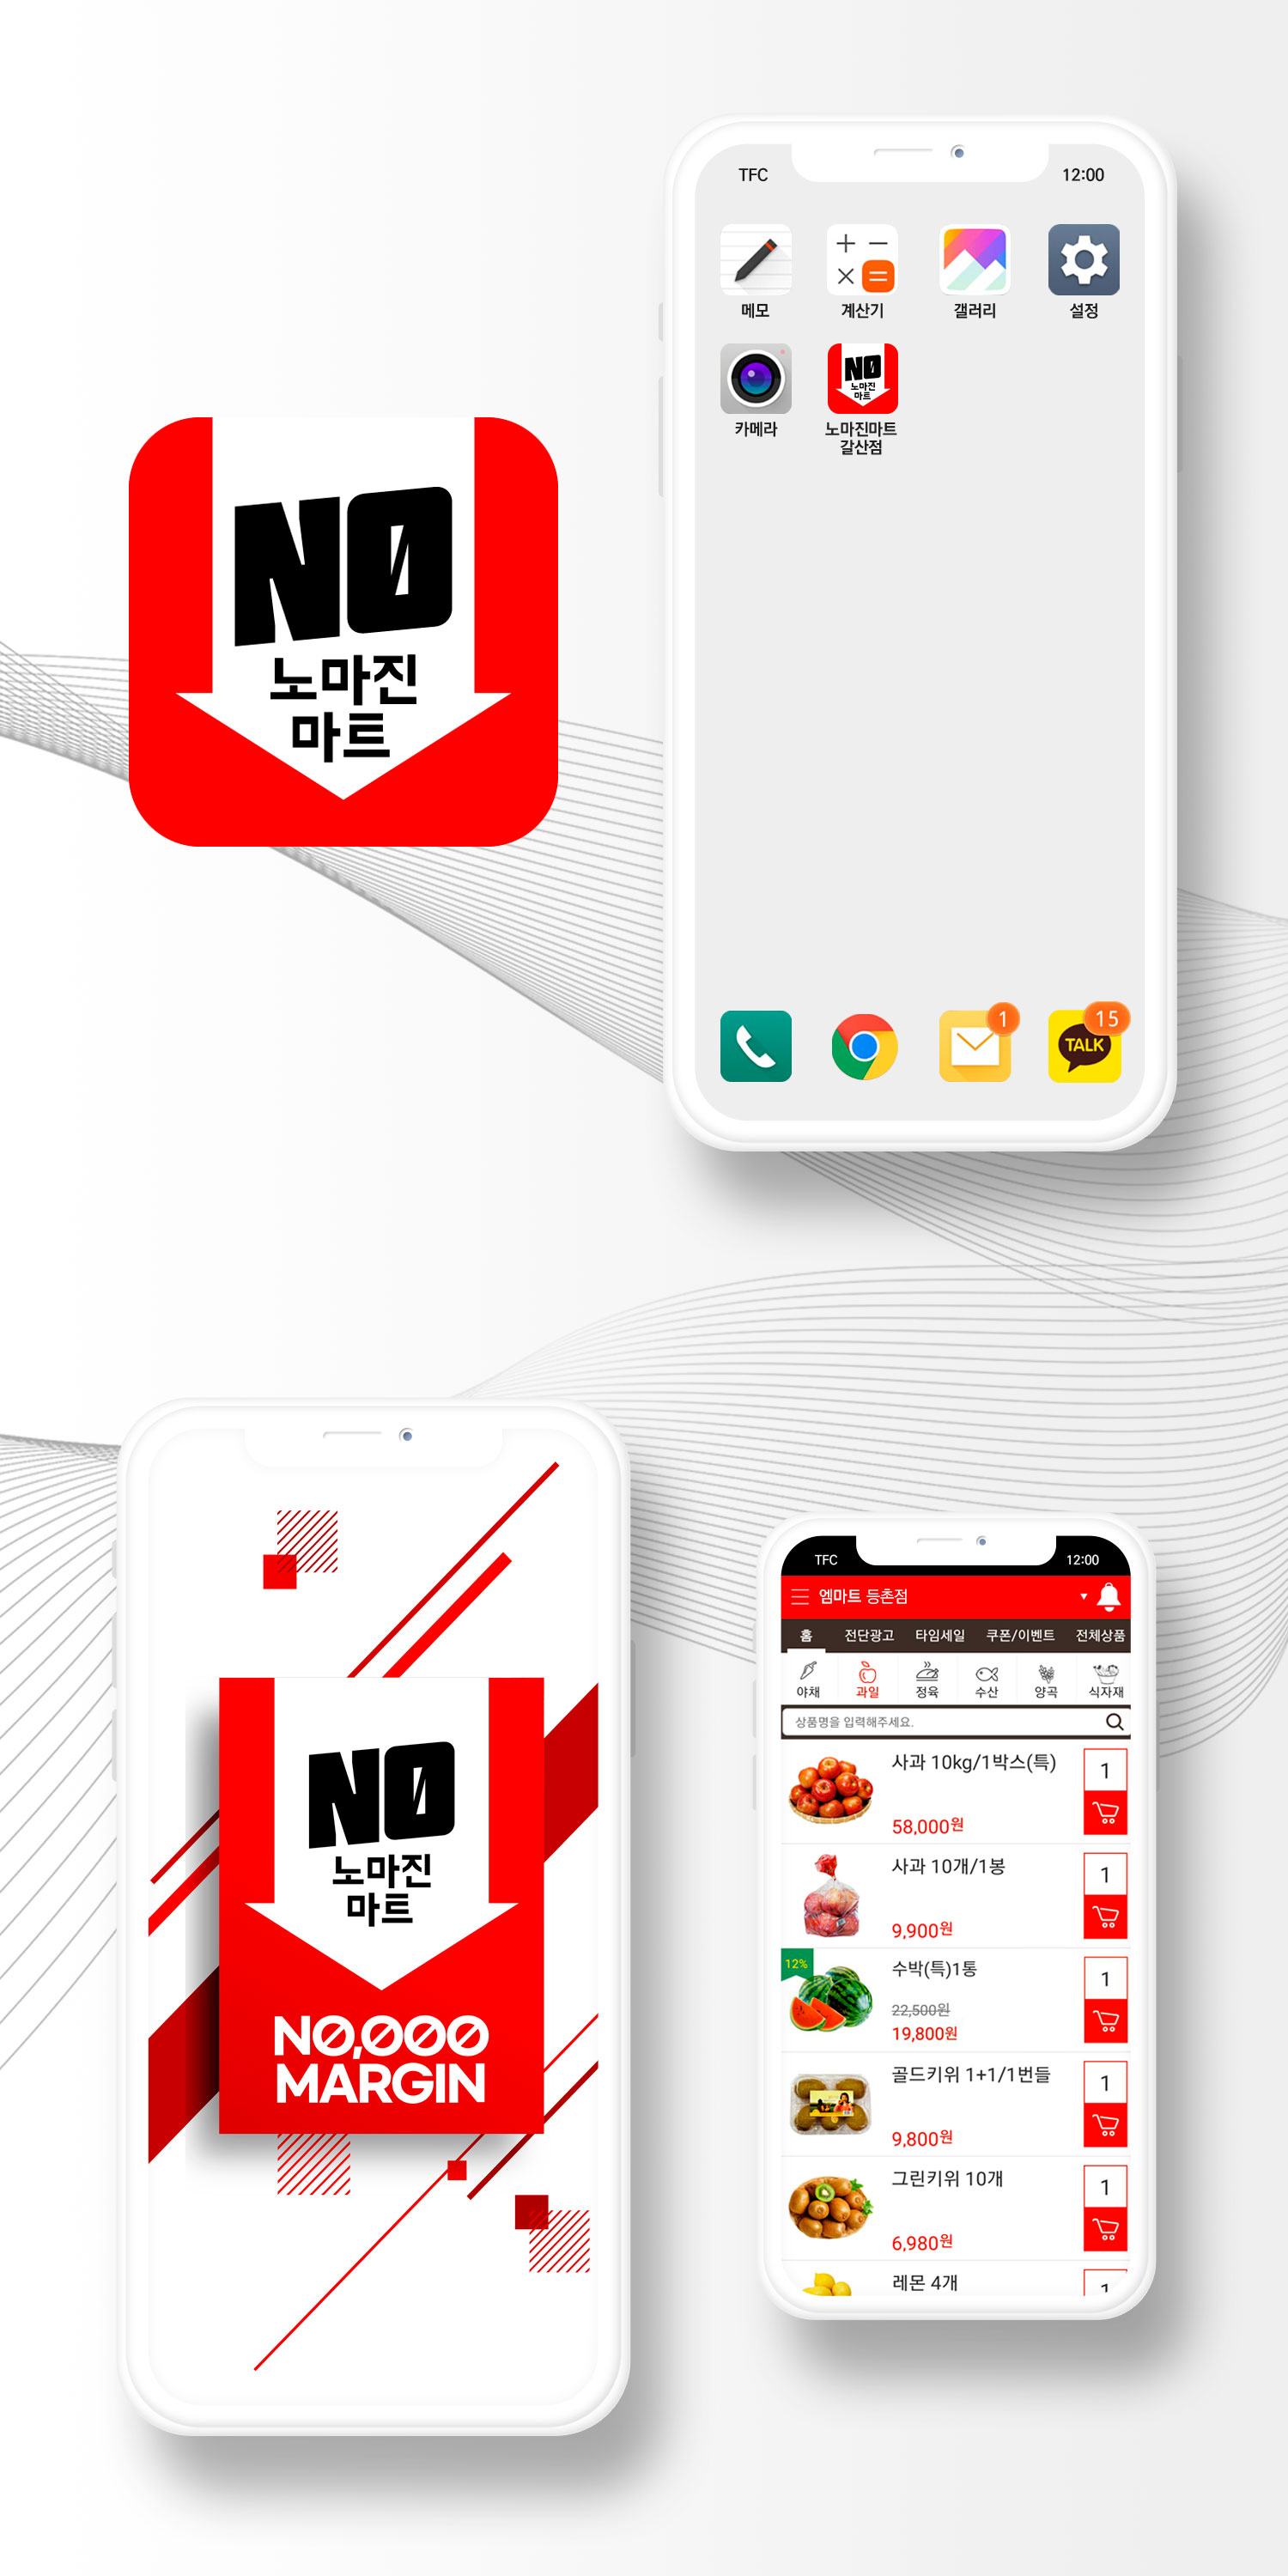 TFC
12:00
메모
계산기
갤러리
설정
NO
노마진
마트
카메라
노마진마트
갈산점
NO
노마진
마트
1
TALK
15
NO
노마진
마트
NO,000
MARGIN
TFC
12:00
엠마트 등촌점
홈
전단광고
타임세일
쿠폰/이벤트
전체상품
야채
과일
정육
수산
양곡
식자재
상품명을 입력해주세요.
사과 10kg/1박스(특)
1
58,000원
사과 10개/1봉
1
9,900원
12%
수박(특)1통
1
22,500원
19,800원
골드키위 1+1/1번들
1
9,800원
그린키위 10개
1
6,980원
레몬 4개
1